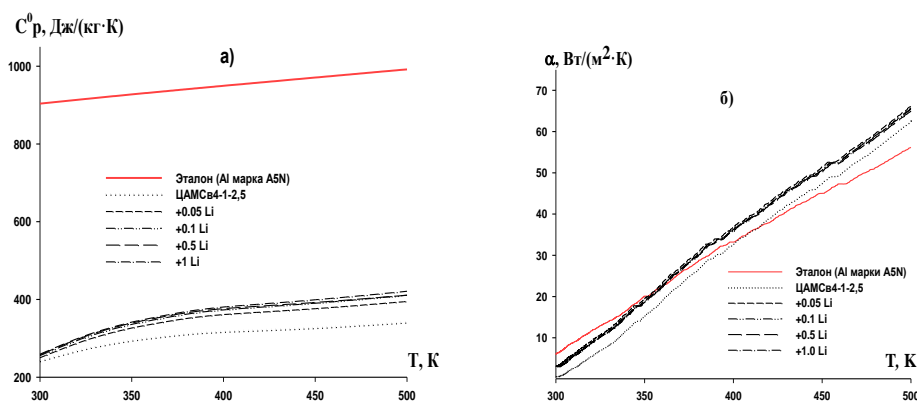 C⁰p, Дж/(кг·К)
а)
1000
800
600
400
200
Эталон (Al марка A5N)
ЦАМСв4-1-2,5
+0.05 Li
+0.1 Li
+0.5 Li
+1 Li
T, К
300
350
400
450
500
α, Вт/(м²·К)
б)
70
60
50
40
30
20
10
Эталон (Al марки A5N)
ЦАМСв4-1-2,5
+0.05 Li
+0.1 Li
+0.5 Li
+1.0 Li
T, К
300
350
400
450
500